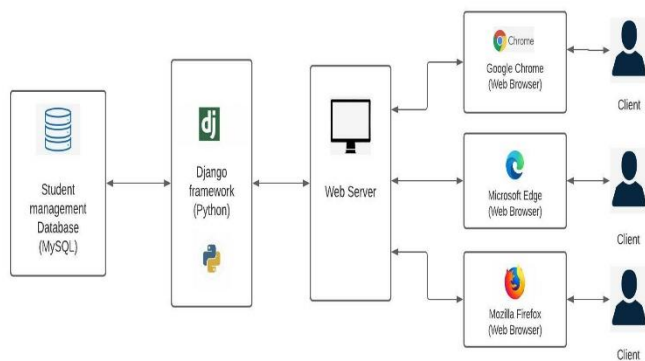 Student
management
Database
(MySQL)
dj
Django
framework
(Python)
Web Server
Chrome
Google Chrome
(Web Browser)
Client
Microsoft Edge
(Web Browser)
Client
Mozilla Firefox
(Web Browser)
Client